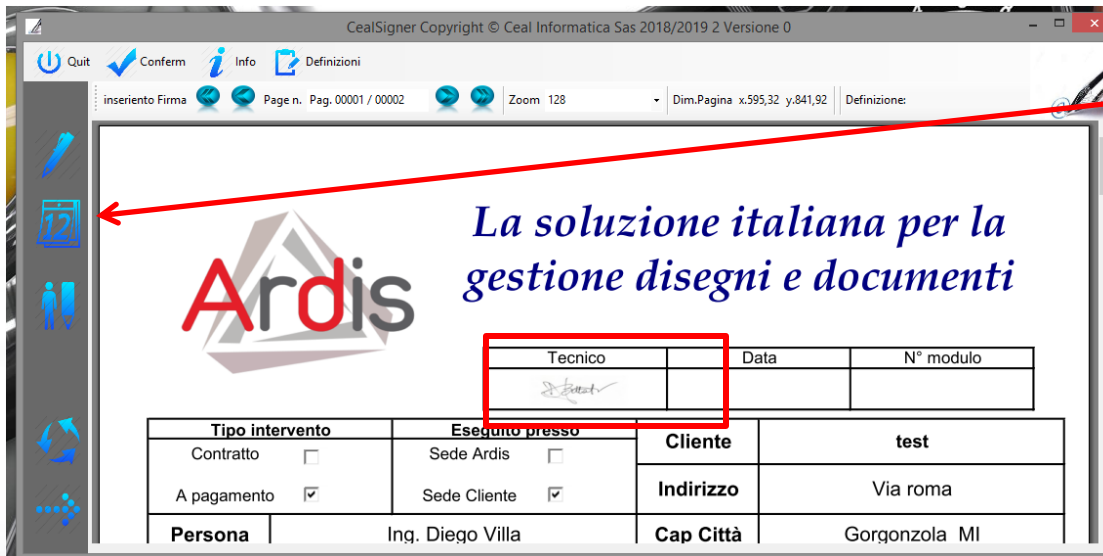 CealSigner Copyright © Ceal Informatica Sas 2018/2019 2 Versione 0
Quit Conferm Info Definizioni
inseriento Firma Page n. Pag. 00001 / 00002 Zoom 128 Dim.Pagina x.595,32 y.841,92 Definizione:
12
La soluzione italiana per la
gestione disegni e documenti
Ardis
Tecnico Data N° modulo
Tipo intervento Eseguito presso Cliente test
Contratto Sede Ardis
A pagamento Sede Cliente Indirizzo Via roma
Persona Ing. Diego Villa Cap Città Gorgonzola MI